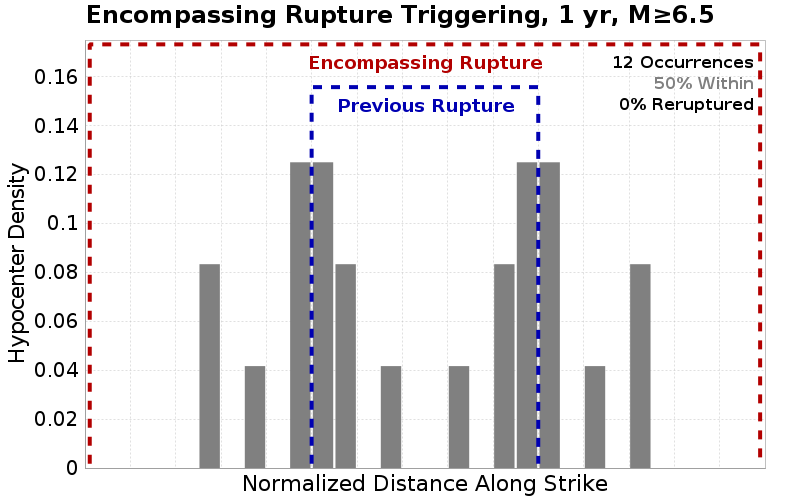 Encompassing Rupture Triggering, 1 yr, M≥6.5
Encompassing Rupture
12 Occurrences
50% Within
0% Reruptured
Previous Rupture
Hypocenter Density
0.16
0.14
0.12
0.1
0.08
0.06
0.04
0.02
0
Normalized Distance Along Strike